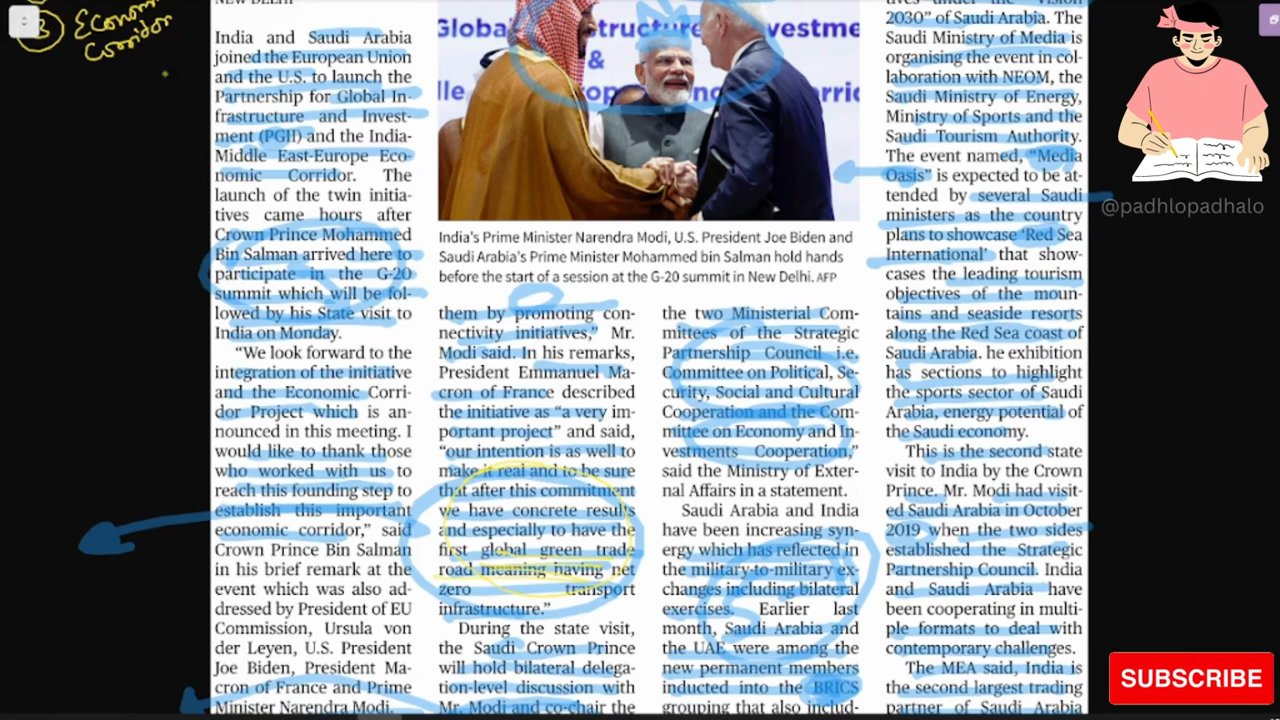 3 Economic
Corridor
NEW DELHI
India and Saudi Arabia
joined the European Union
and the U.S. to launch the
Partnership for Global In-
frastructure and Invest-
ment (PGII) and the India-
Middle East-Europe Eco-
nomic Corridor. The
launch of the twin initia-
tives came hours after
Crown Prince Mohammed
Bin Salman arrived here to
participate in the G-20
summit which will be fol-
lowed by his State visit to
India on Monday.
“We look forward to the
integration of the initiative
and the Economic Corri-
dor Project which is an-
nounced in this meeting. I
would like to thank those
who worked with us to
reach this founding step to
establish this important
economic corridor,” said
Crown Prince Bin Salman
in his brief remark at the
event which was also ad-
dressed by President of EU
Commission, Ursula von
der Leyen, U.S. President
Joe Biden, President Ma-
cron of France and Prime
Minister Narendra Modi.
Global structure vestme
&
India's Prime Minister Narendra Modi, U.S. President Joe Biden and
Saudi Arabia's Prime Minister Mohammed bin Salman hold hands
before the start of a session at the G-20 summit in New Delhi. AFP
them by promoting con-
nectivity initiatives,” Mr.
Modi said. In his remarks,
President Emmanuel Ma-
cron of France described
the initiative as “a very im-
portant project” and said,
“our intention is as well to
make it real and to be sure
that after this commitment
we have concrete results
and especially to have the
first global green trade
road meaning having net
zero transport
infrastructure.”
During the state visit,
the Saudi Crown Prince
will hold bilateral delega-
tion-level discussion with
Mr. Modi and co-chair the
the two Ministerial Com-
mittees of the Strategic
Partnership Council i.e.
Committee on Political, Se-
curity, Social and Cultural
Cooperation and the Com-
mittee on Economy and In-
vestments Cooperation,”
said the Ministry of Exter-
nal Affairs in a statement.
Saudi Arabia and India
have been increasing syn-
ergy which has reflected in
the military-to-military ex-
changes including bilateral
exercises. Earlier last
month, Saudi Arabia and
the UAE were among the
new permanent members
inducted into the BRICS
grouping that also includ-
tives under the “Vision
2030” of Saudi Arabia. The
Saudi Ministry of Media is
organising the event in col-
laboration with NEOM, the
Saudi Ministry of Energy,
Ministry of Sports and the
Saudi Tourism Authority.
The event named, “Media
Oasis” is expected to be at-
tended by several Saudi
ministers as the country
plans to showcase ‘Red Sea
International’ that show-
cases the leading tourism
objectives of the moun-
tains and seaside resorts
along the Red Sea coast of
Saudi Arabia. he exhibition
has sections to highlight
the sports sector of Saudi
Arabia, energy potential of
the Saudi economy.
This is the second state
visit to India by the Crown
Prince. Mr. Modi had visit-
ed Saudi Arabia in October
2019 when the two sides
established the Strategic
Partnership Council. India
and Saudi Arabia have
been cooperating in multi-
ple formats to deal with
contemporary challenges.
The MEA said, India is
the second largest trading
partner of Saudi Arabia
@padhlopadhalo
SUBSCRIBE